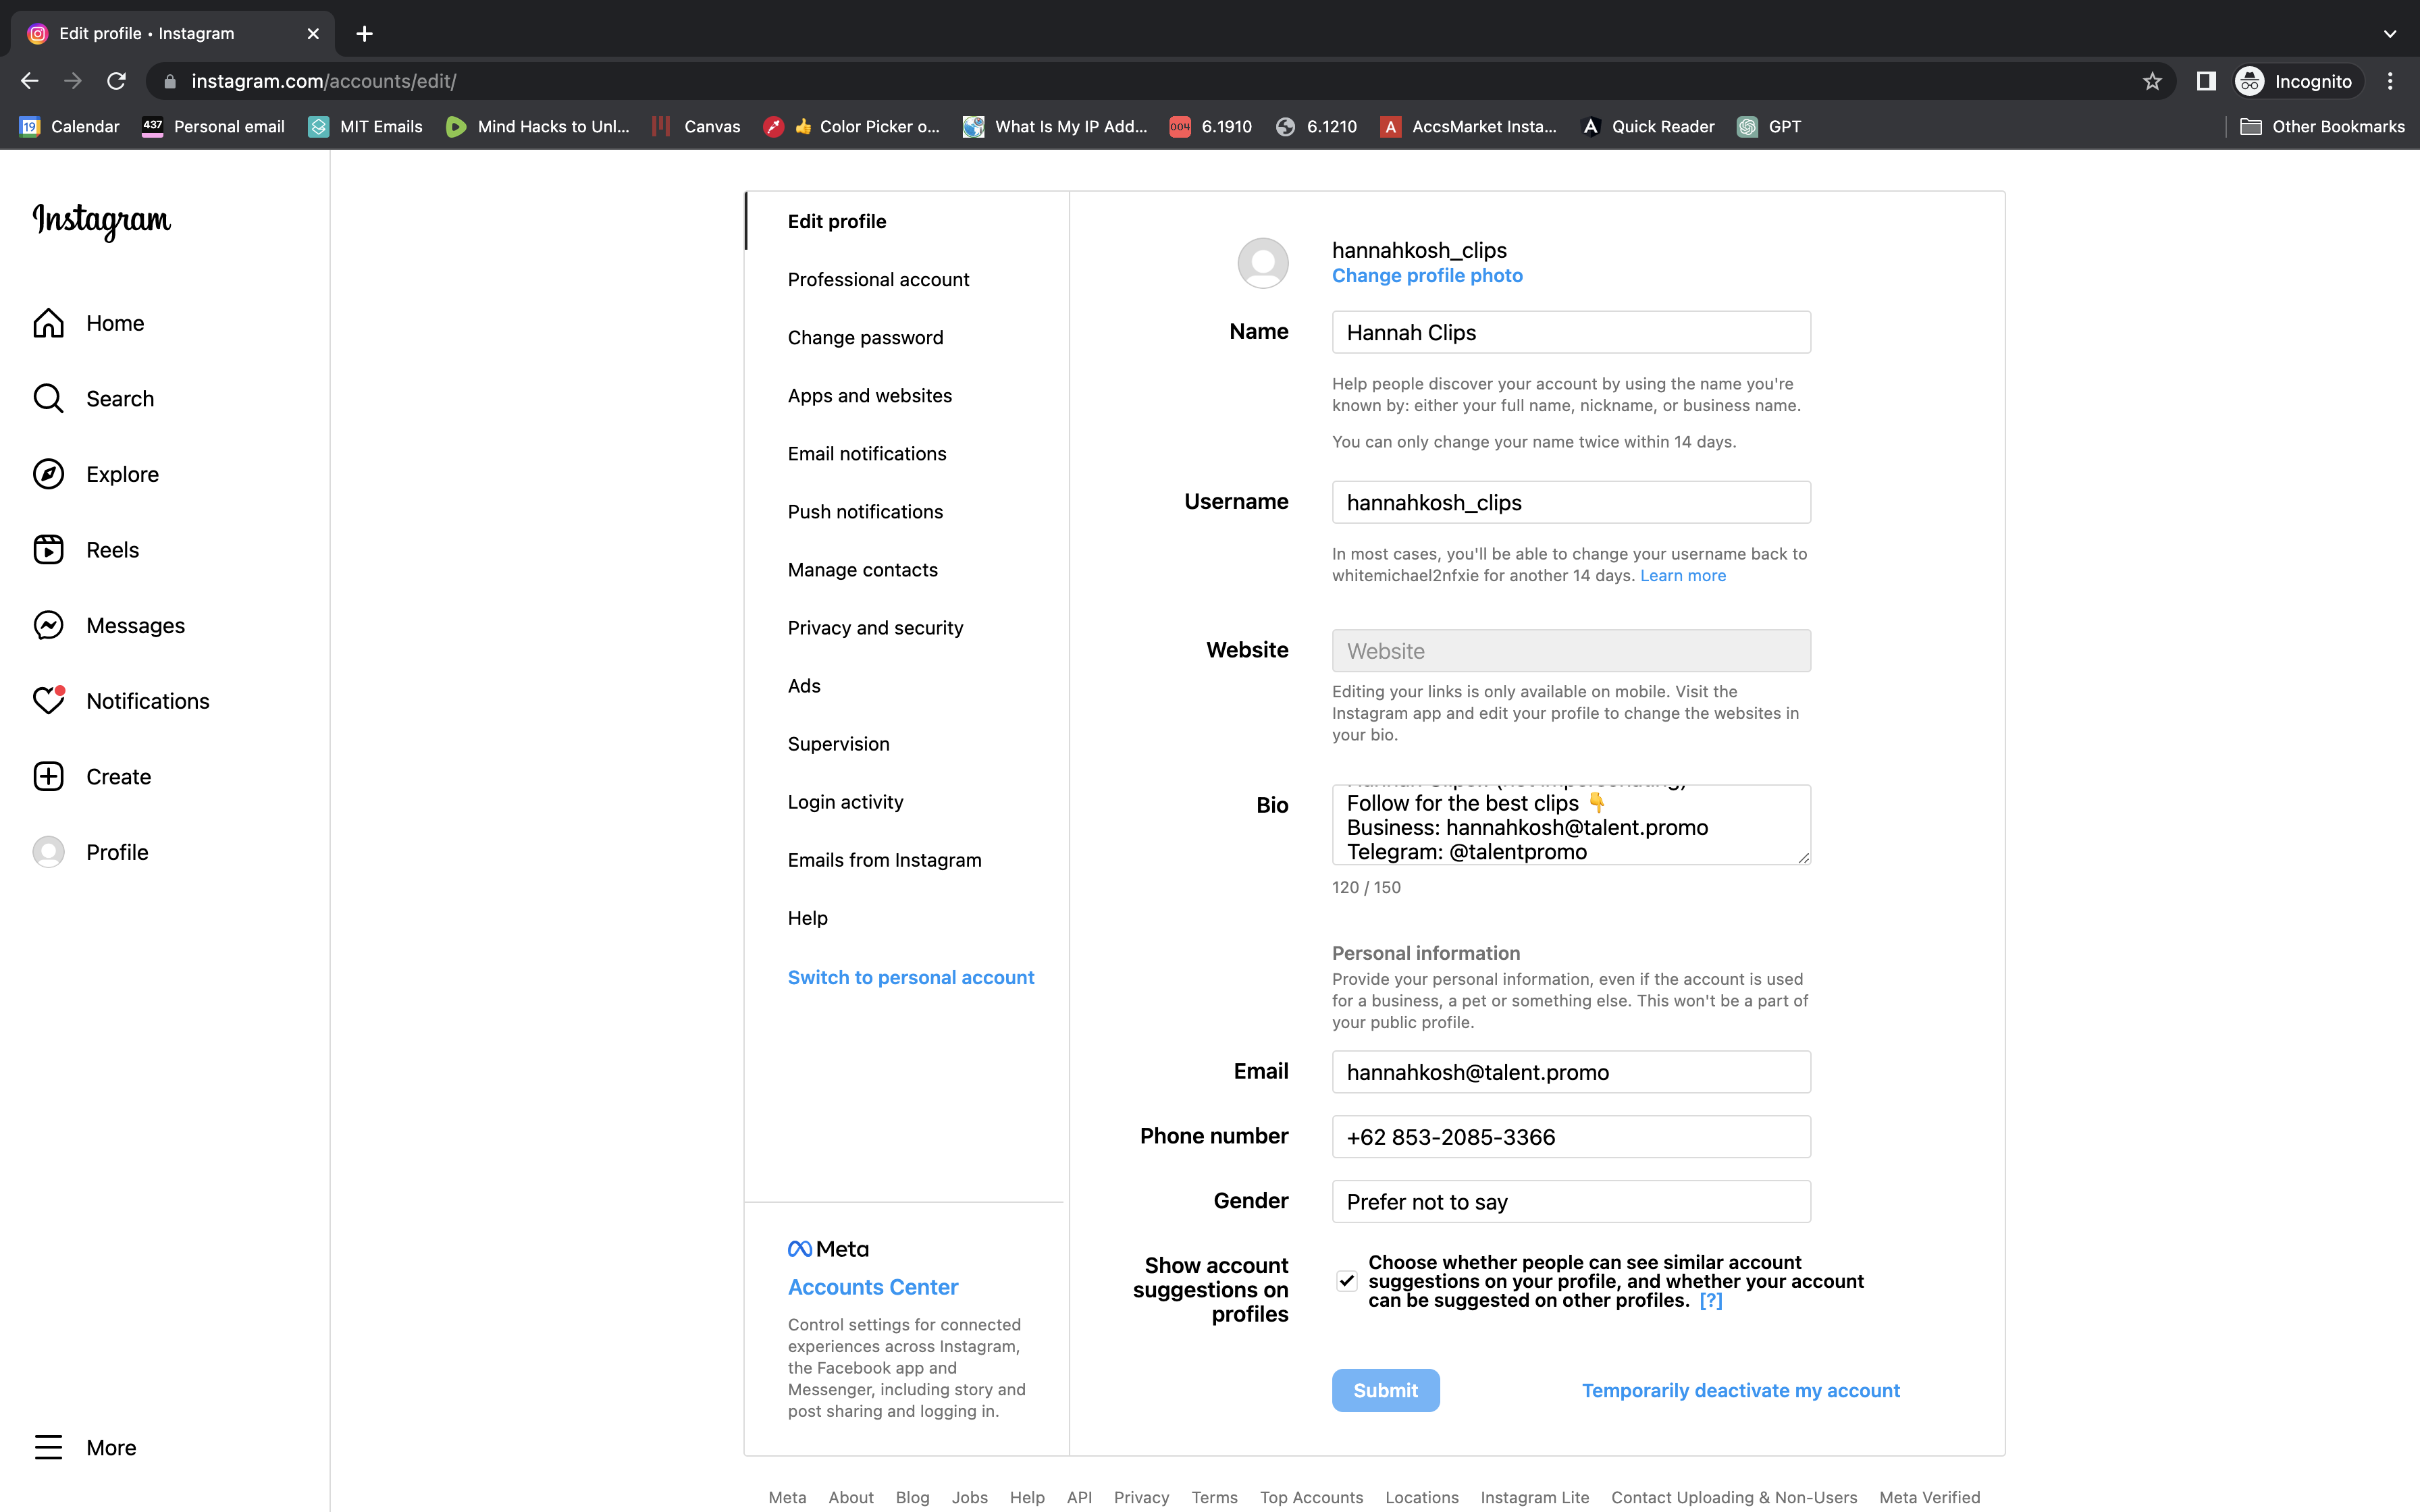 Edit profile • Instagram
instagram.com/accounts/edit/
Incognito
19 Calendar
437 Personal email
MIT Emails
Mind Hacks to Unl...
Canvas
👍 Color Picker o...
What Is My IP Add...
004 6.1910
6.1210
A AccsMarket Insta...
A Quick Reader
GPT
Other Bookmarks
Instagram
Home
Search
Explore
Reels
Messages
Notifications
Create
Profile
More
Edit profile
Professional account
Change password
Apps and websites
Email notifications
Push notifications
Manage contacts
Privacy and security
Ads
Supervision
Login activity
Emails from Instagram
Help
Switch to personal account
Meta
Accounts Center
Control settings for connected
experiences across Instagram,
the Facebook app and
Messenger, including story and
post sharing and logging in.
hannahkosh_clips
Change profile photo
Name
Hannah Clips
Help people discover your account by using the name you're
known by: either your full name, nickname, or business name.
You can only change your name twice within 14 days.
Username
hannahkosh_clips
In most cases, you'll be able to change your username back to
whitemichael2nfxie for another 14 days. Learn more
Website
Website
Editing your links is only available on mobile. Visit the
Instagram app and edit your profile to change the websites in
your bio.
Bio
Follow for the best clips 👇
Business: hannahkosh@talent.promo
Telegram: @talentpromo
120 / 150
Personal information
Provide your personal information, even if the account is used
for a business, a pet or something else. This won't be a part of
your public profile.
Email
hannahkosh@talent.promo
Phone number
+62 853-2085-3366
Gender
Prefer not to say
Show account
suggestions on
profiles
Choose whether people can see similar account
suggestions on your profile, and whether your account
can be suggested on other profiles. [?]
Submit
Temporarily deactivate my account
Meta About Blog Jobs Help API Privacy Terms Top Accounts Locations Instagram Lite Contact Uploading & Non-Users Meta Verified